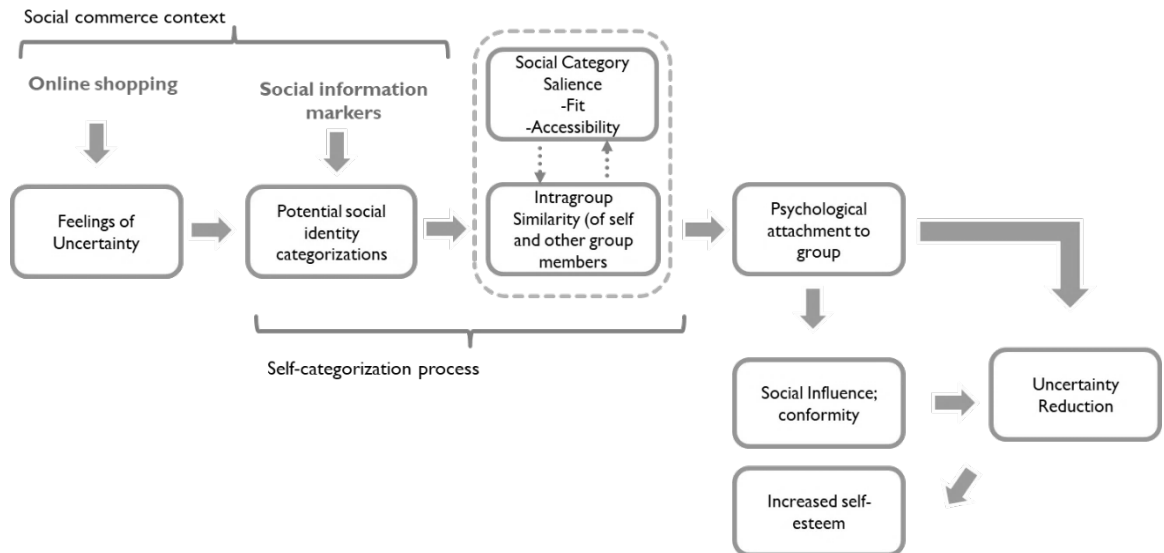 Social commerce context
Online shopping
Social information
markers
Social Category
Salience
-Fit
-Accessibility
Feelings of
Uncertainty
Potential social
identity
categorizations
Intragroup
Similarity (of self
and other group
members
Psychological
attachment to
group
Self-categorization process
Social Influence;
conformity
Uncertainty
Reduction
Increased self-
esteem